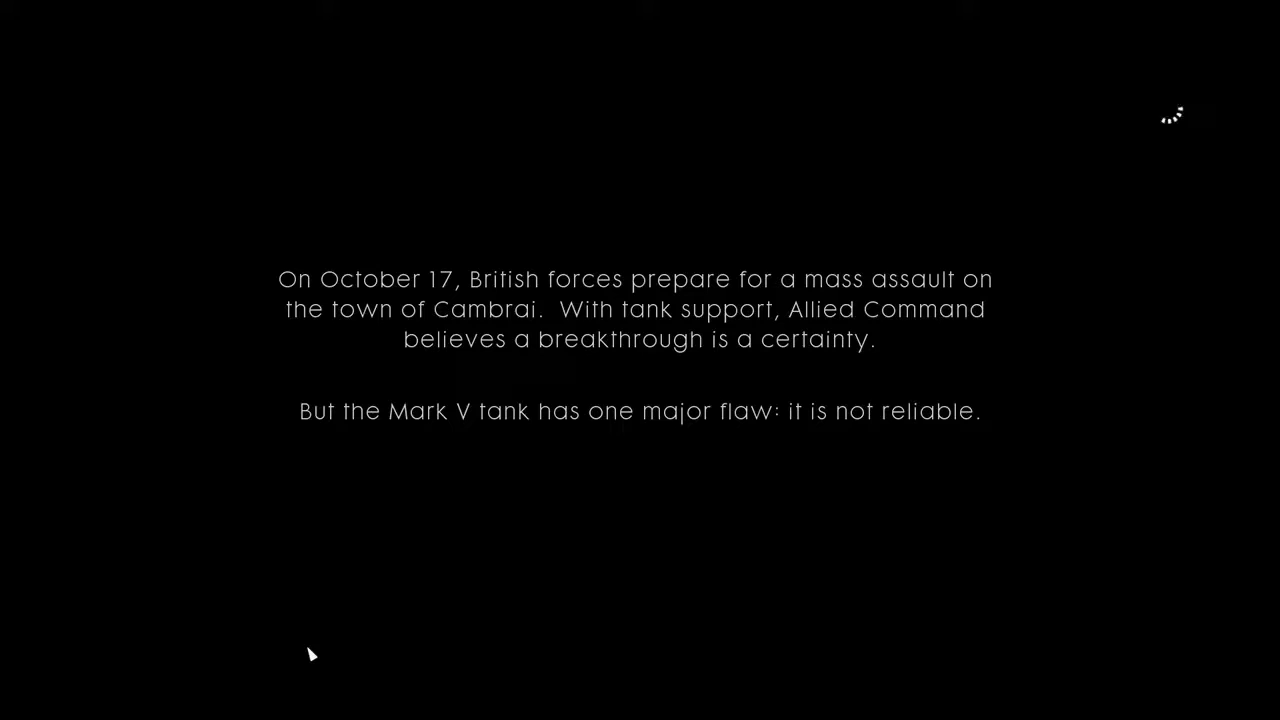 On October 17, British forces prepare for a mass assault on
the town of Cambrai.  With tank support, Allied Command
believes a breakthrough is a certainty.
But the Mark V tank has one major flaw: it is not reliable.